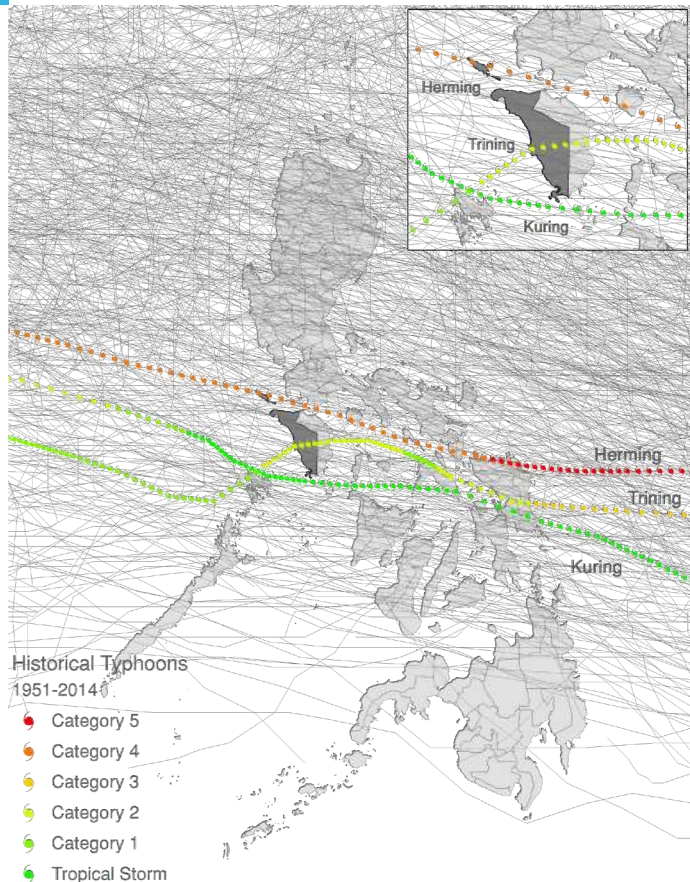 Herming
Trining
Kuring
Herming
Trining
Kuring
Historical Typhoons
1951-2014
Category 5
Category 4
Category 3
Category 2
Category 1
Tropical Storm